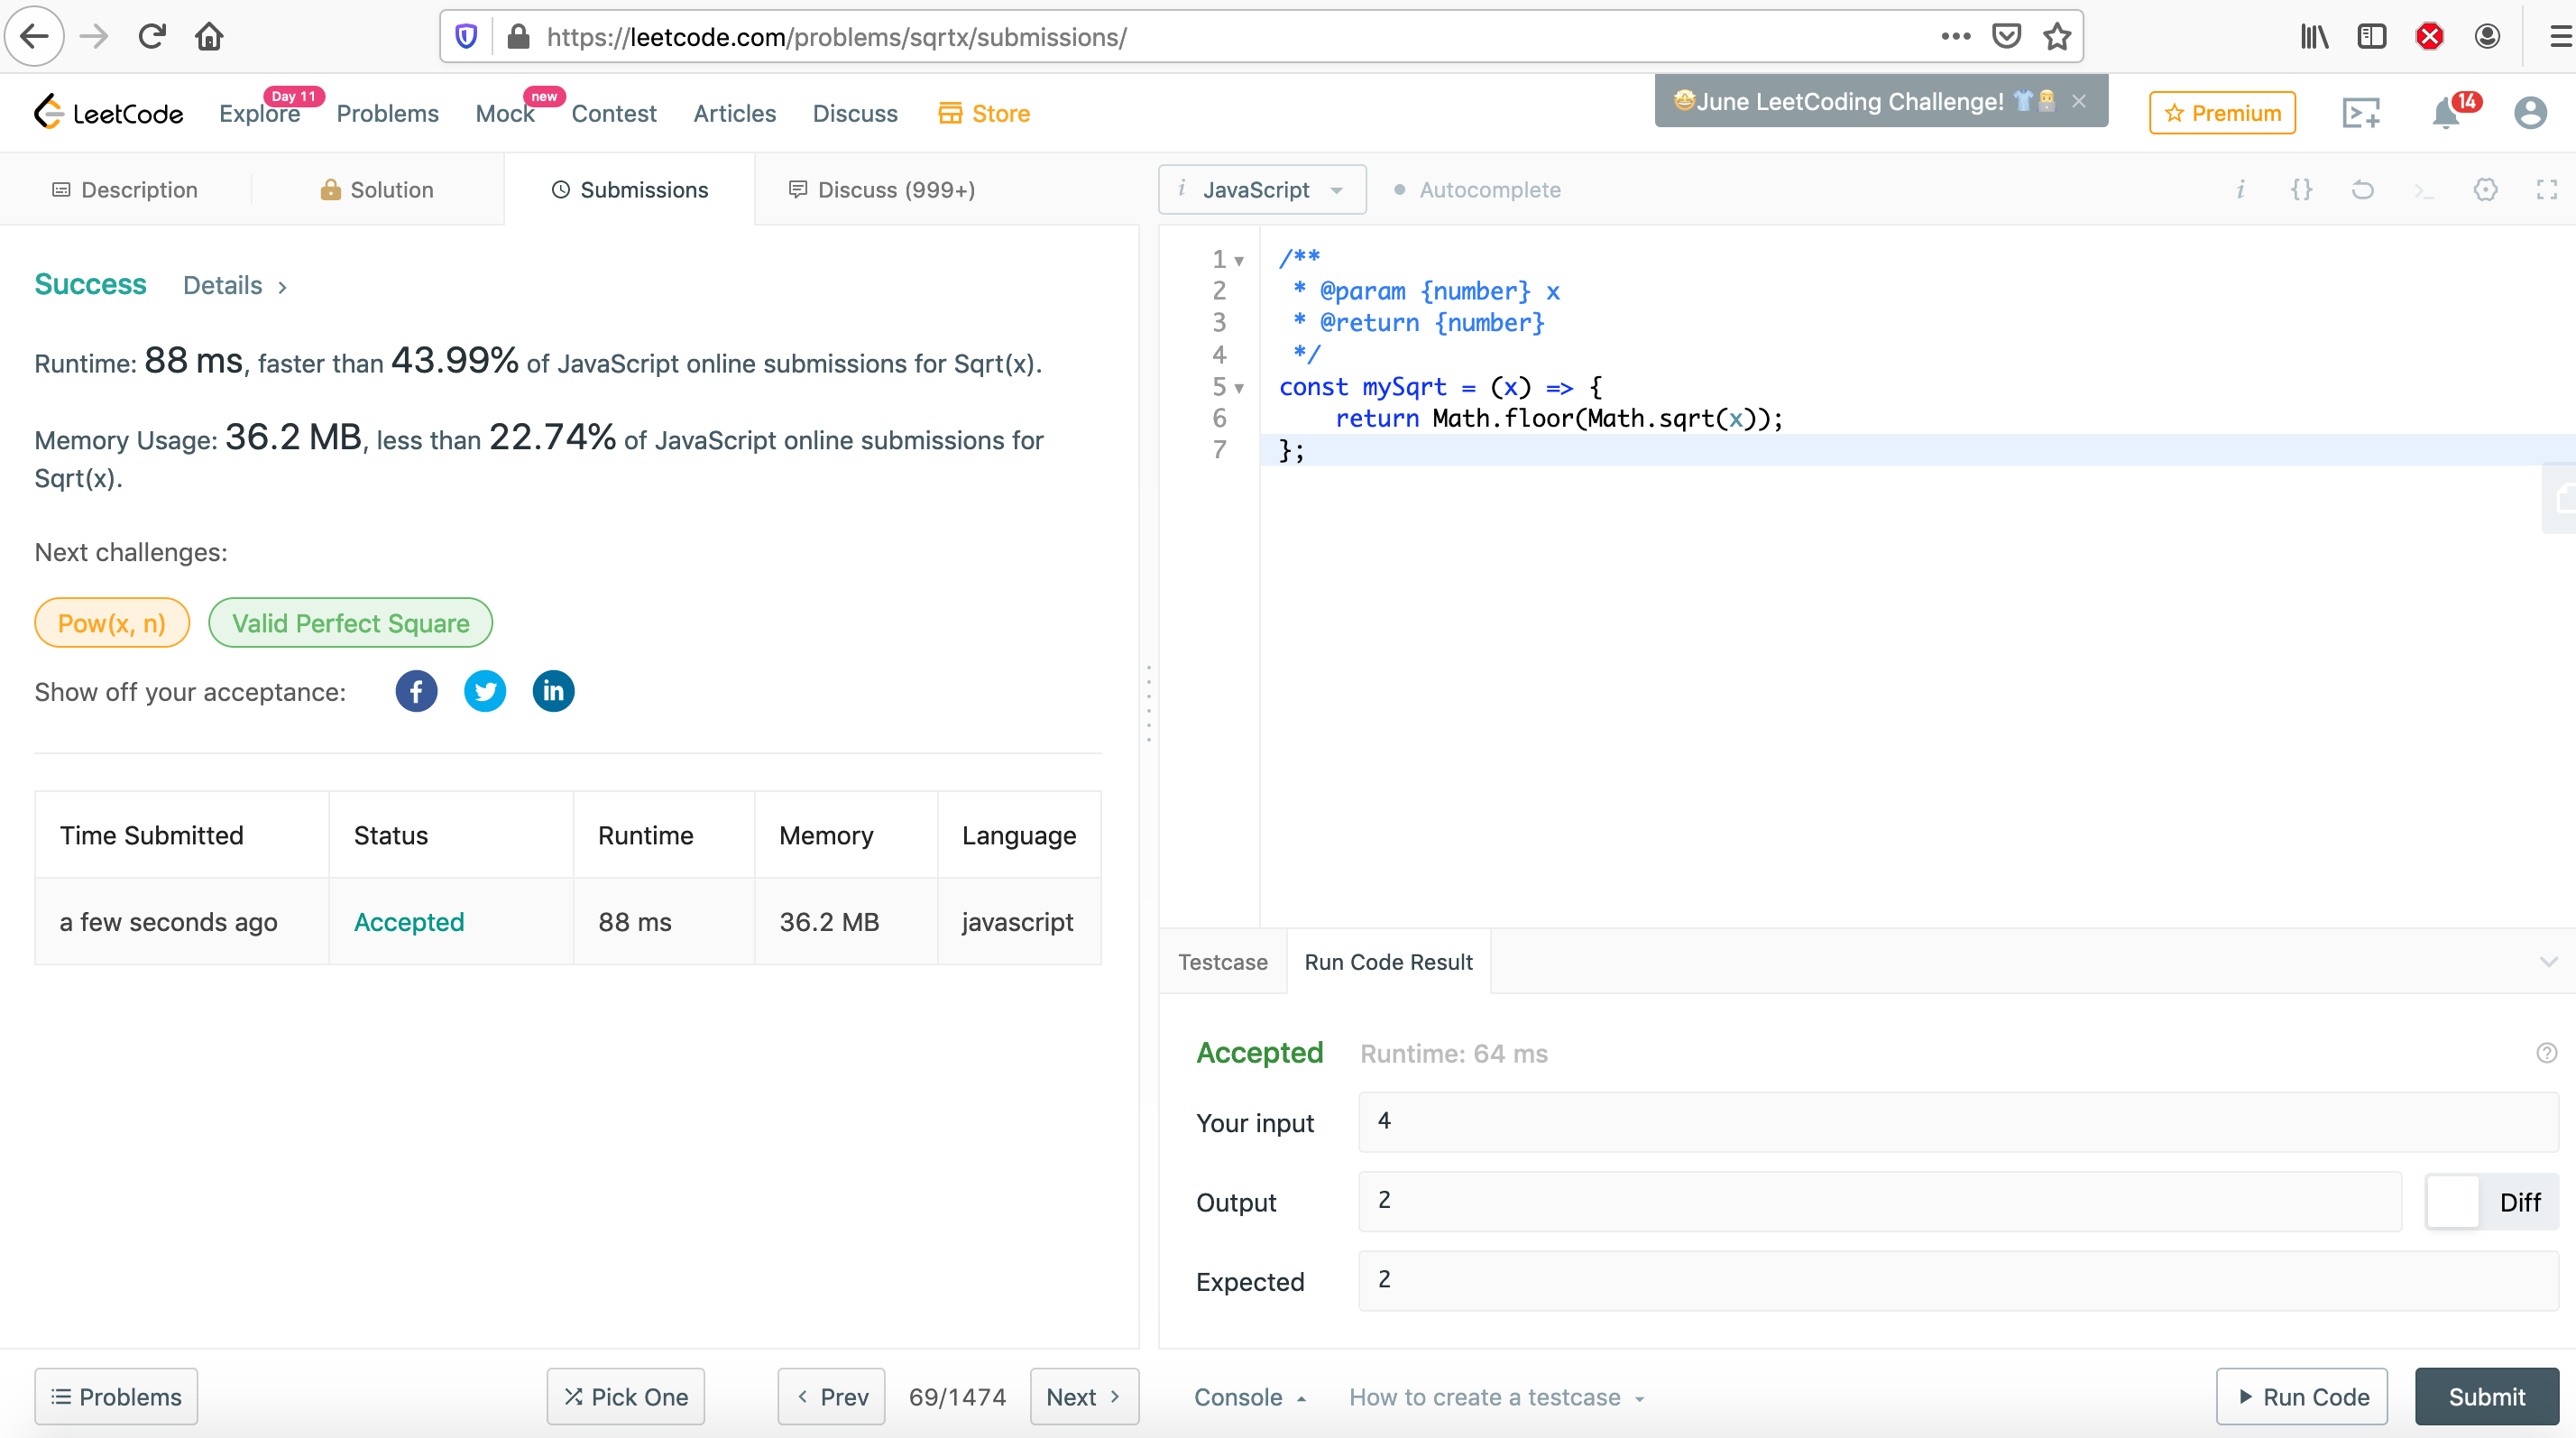 https://leetcode.com/problems/sqrtx/submissions/
LeetCode
Explore
Day 11
Problems
Mock
new
Contest
Articles
Discuss
Store
🤩June LeetCoding Challenge!
Premium
14
Description
Solution
Submissions
Discuss (999+)
i JavaScript
Autocomplete
i {} >_
Success Details >
Runtime: 88 ms, faster than 43.99% of JavaScript online submissions for Sqrt(x).
Memory Usage: 36.2 MB, less than 22.74% of JavaScript online submissions for
Sqrt(x).
Next challenges:
Pow(x, n) Valid Perfect Square
Show off your acceptance: f in
Time Submitted Status Runtime Memory Language
a few seconds ago Accepted 88 ms 36.2 MB javascript
1 /**
2 * @param {number} x
3 * @return {number}
4 */
5 const mySqrt = (x) => {
6 return Math.floor(Math.sqrt(x));
7 };
Testcase Run Code Result
Accepted Runtime: 64 ms
Your input 4
Output 2 Diff
Expected 2
Problems Pick One < Prev 69/1474 Next > Console How to create a testcase Run Code Submit